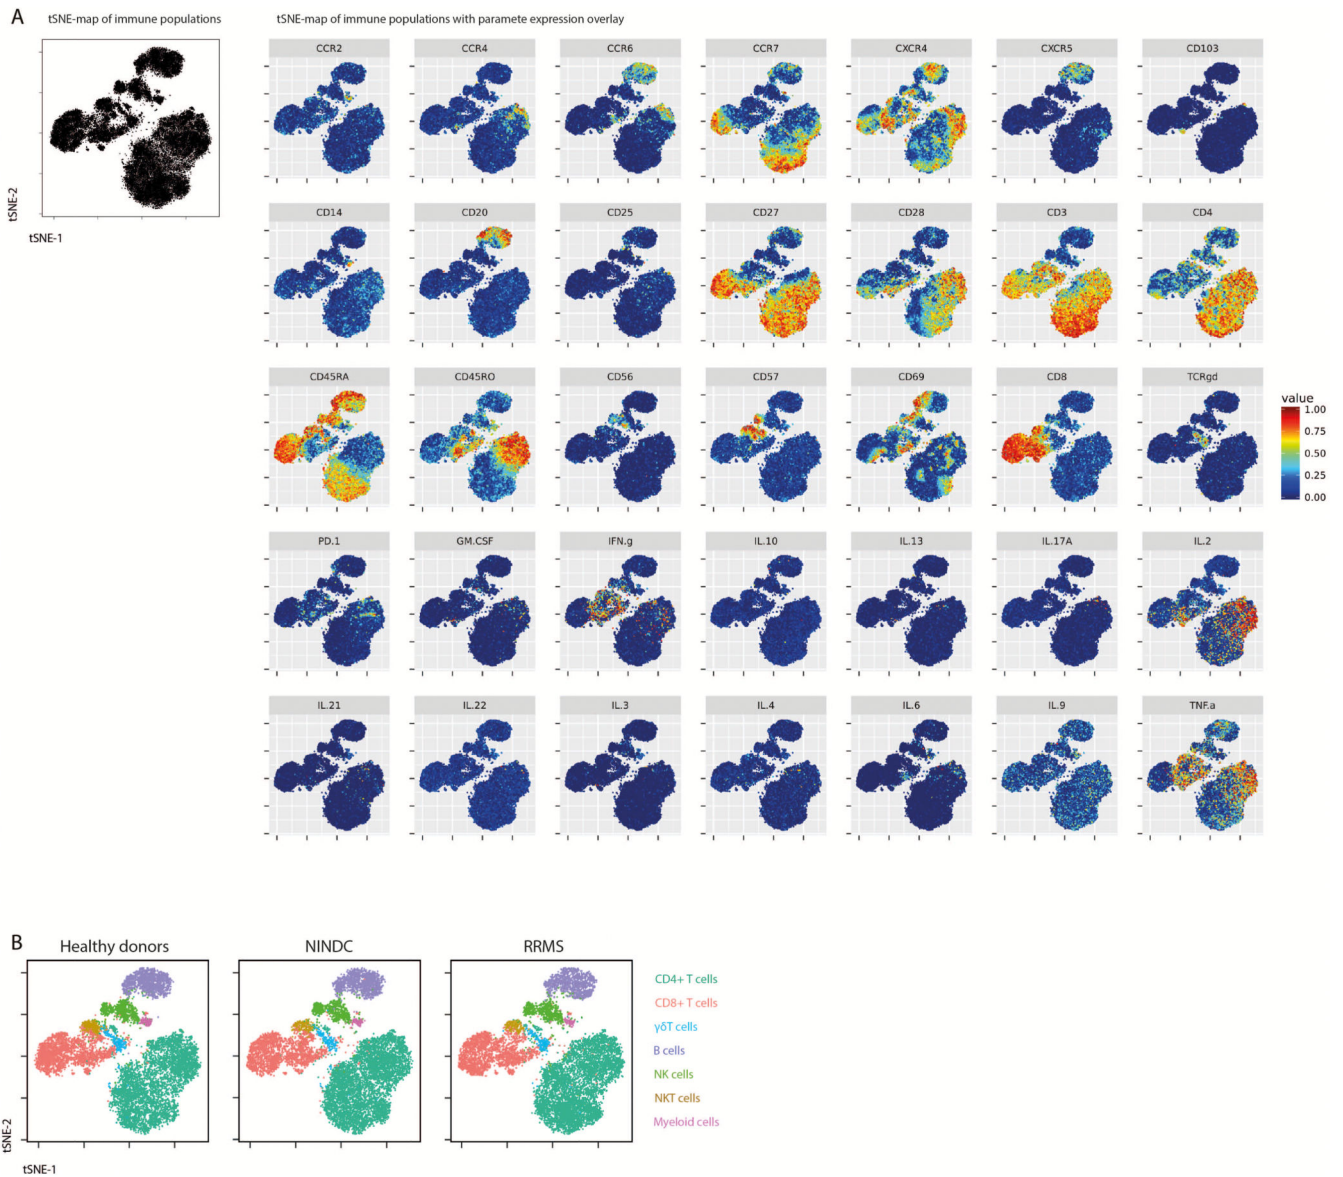 A
tSNE-map of immune populations
tSNE-map of immune populations with paramete expression overlay
CCR2 CCR4 CCR6 CCR7 CXCR4 CXCR5 CD103
tSNE-2
tSNE-1
CD14 CD20 CD25 CD27 CD28 CD3 CD4
CD45RA CD45RO CD56 CD57 CD69 CD8 TCRgd
value
1.00
0.75
0.50
0.25
0.00
PD.1 GM.CSF IFN.g IL.10 IL.13 IL.17A IL.2
IL.21 IL.22 IL.3 IL.4 IL.6 IL.9 TNF.a
B
Healthy donors NINDC RRMS
CD4+ T cells
CD8+ T cells
γδT cells
B cells
NK cells
NKT cells
Myeloid cells
tSNE-2
tSNE-1